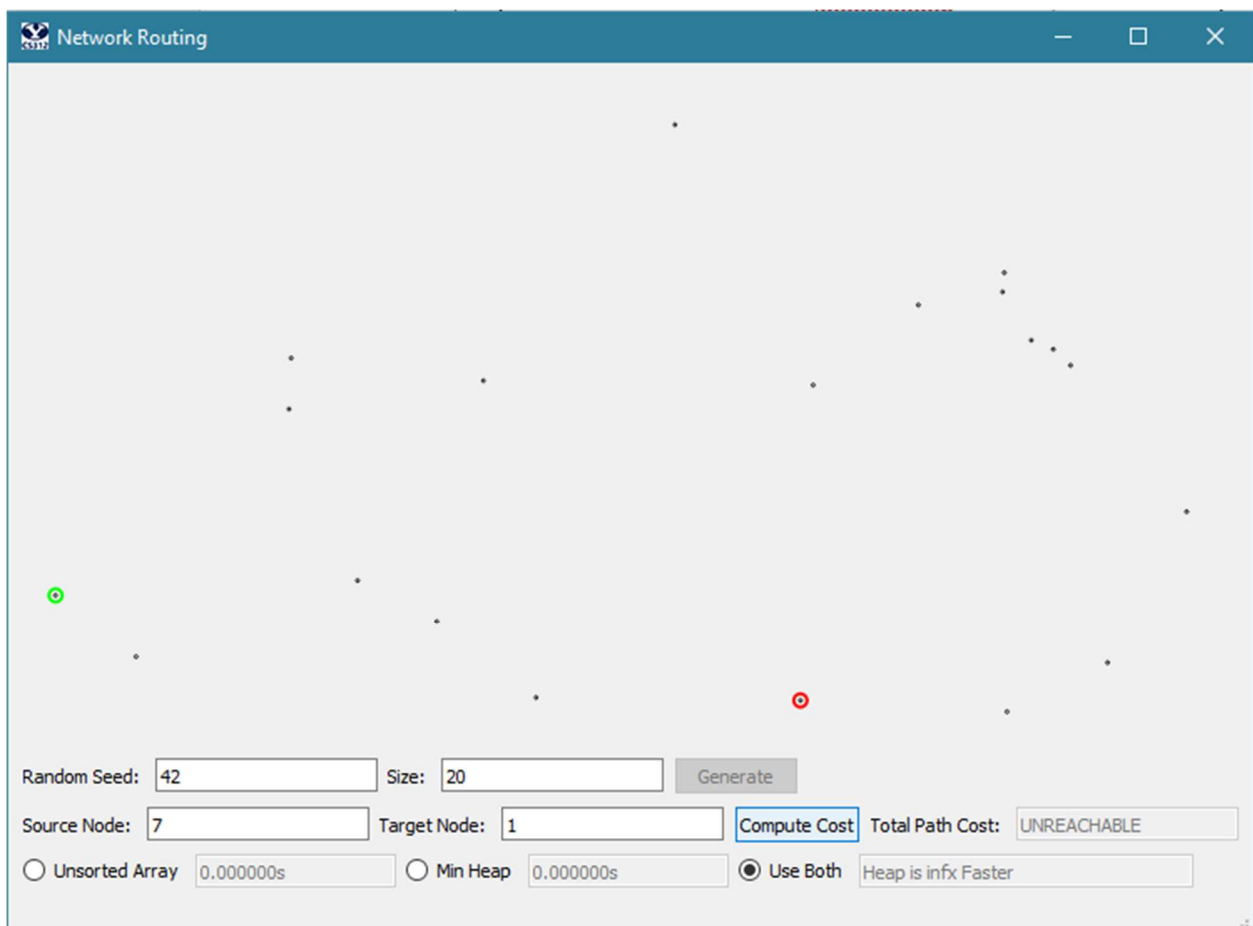 CS312 Network Routing
Random Seed: 42 Size: 20 Generate
Source Node: 7 Target Node: 1 Compute Cost Total Path Cost: UNREACHABLE
Unsorted Array 0.000000s Min Heap 0.000000s Use Both Heap is infx Faster